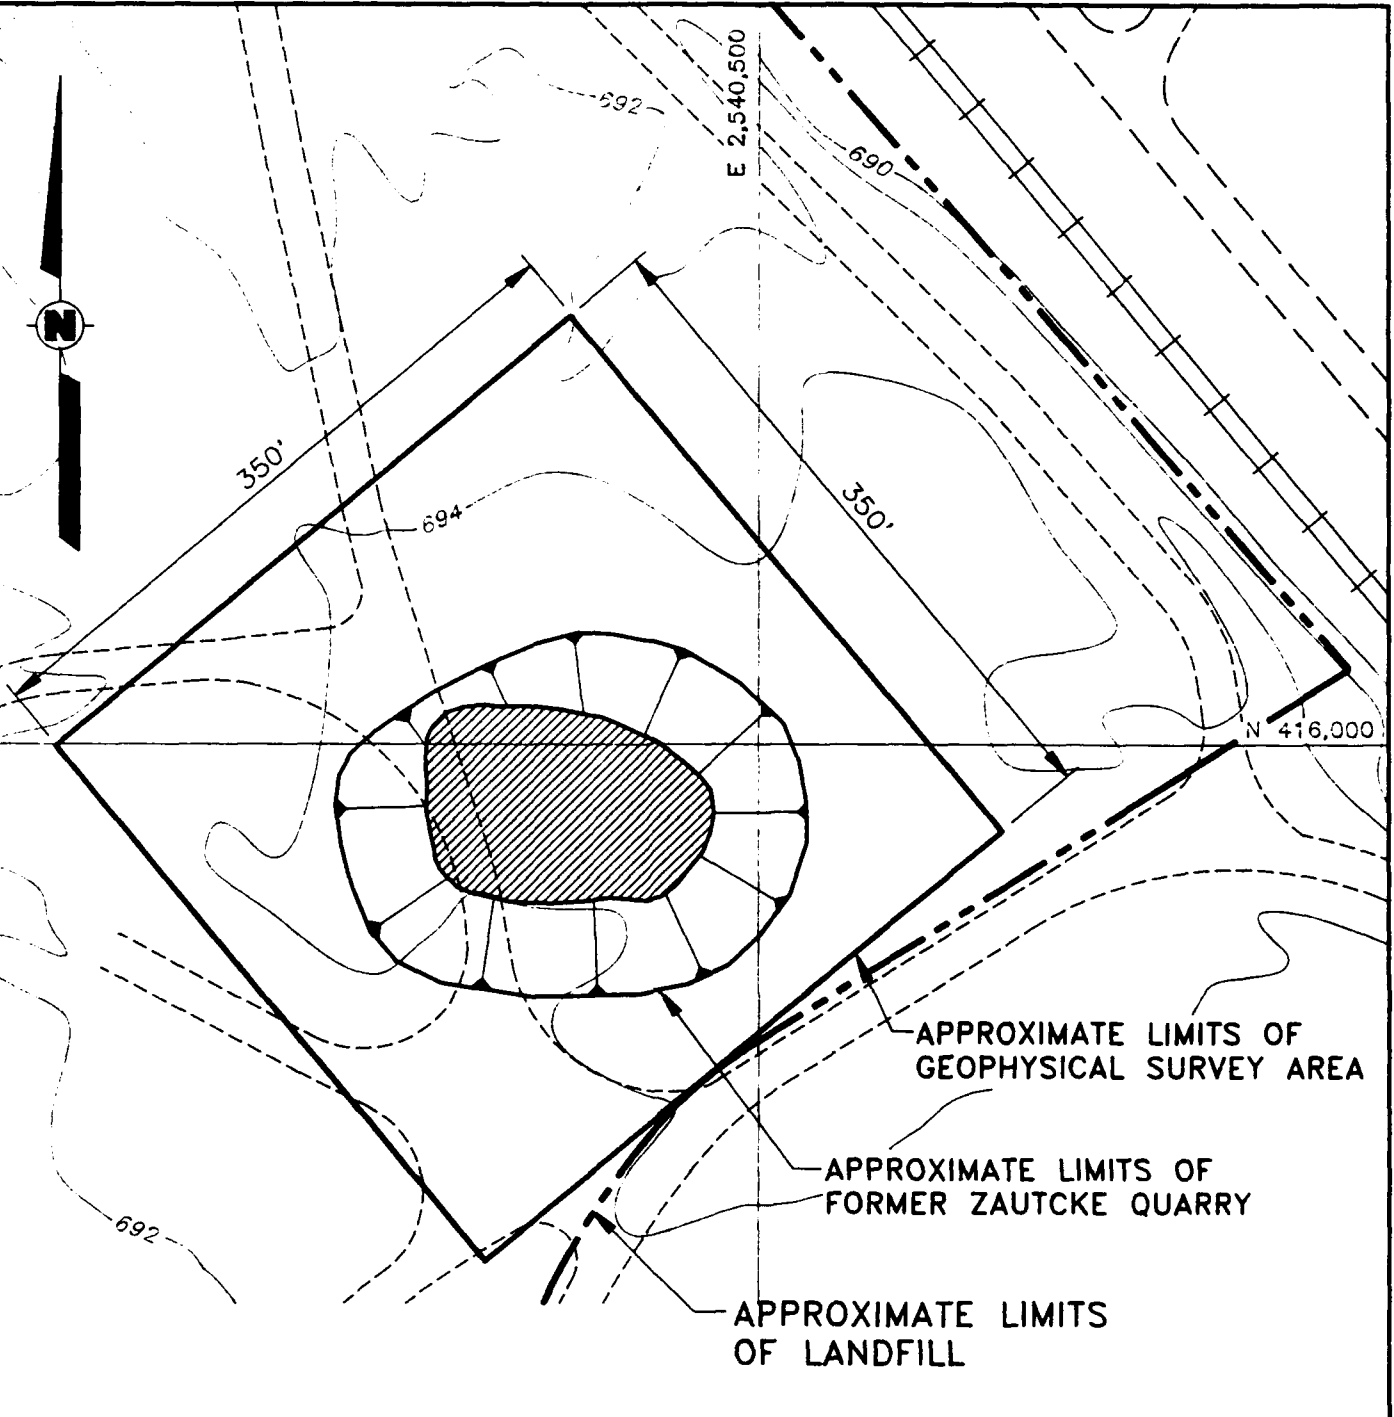 E 2,540,500
692
690
N
350'
350'
694
N 416,000
APPROXIMATE LIMITS OF
GEOPHYSICAL SURVEY AREA
APPROXIMATE LIMITS OF
FORMER ZAUTCKE QUARRY
692
APPROXIMATE LIMITS
OF LANDFILL